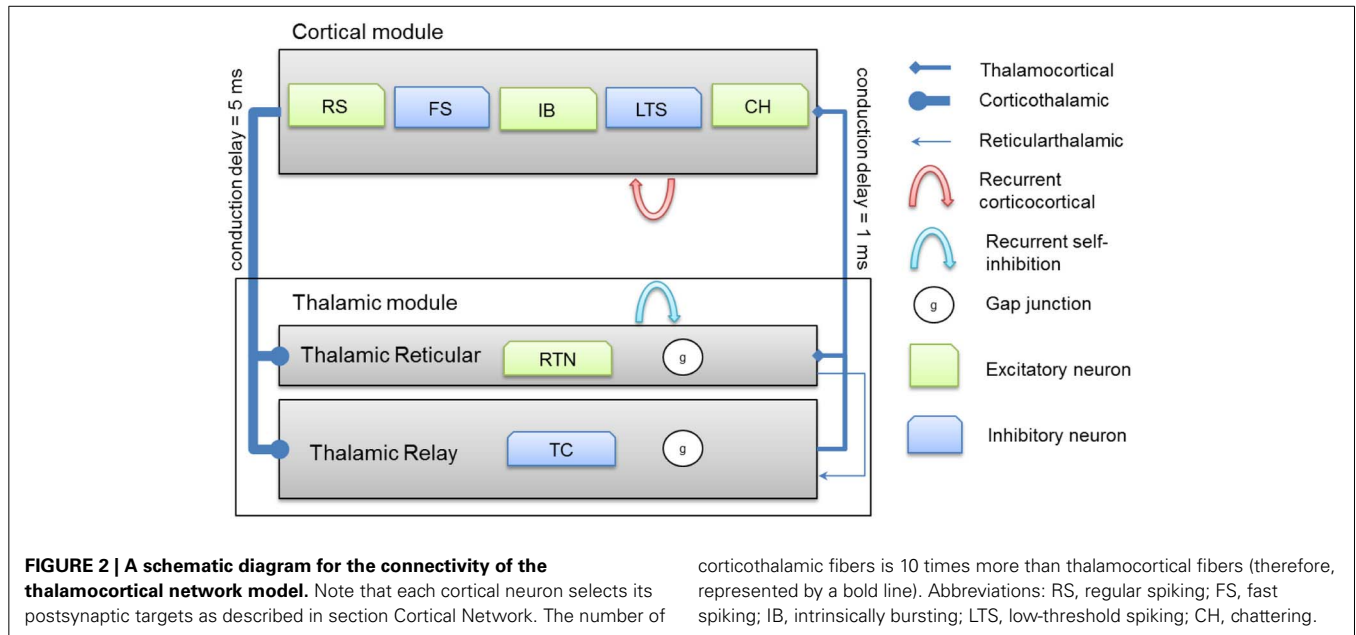 Cortical module
RS
FS
IB
LTS
CH
conduction delay = 5 ms
conduction delay = 1 ms
Thalamic module
Thalamic Reticular
RTN
g
Thalamic Relay
TC
g
Thalamocortical
Corticothalamic
Reticularthalamic
Recurrent
corticocortical
Recurrent self-
inhibition
g
Gap junction
Excitatory neuron
Inhibitory neuron
FIGURE 2 | A schematic diagram for the connectivity of the
thalamocortical network model. Note that each cortical neuron selects its
postsynaptic targets as described in section Cortical Network. The number of
corticothalamic fibers is 10 times more than thalamocortical fibers (therefore,
represented by a bold line). Abbreviations: RS, regular spiking; FS, fast
spiking; IB, intrinsically bursting; LTS, low-threshold spiking; CH, chattering.